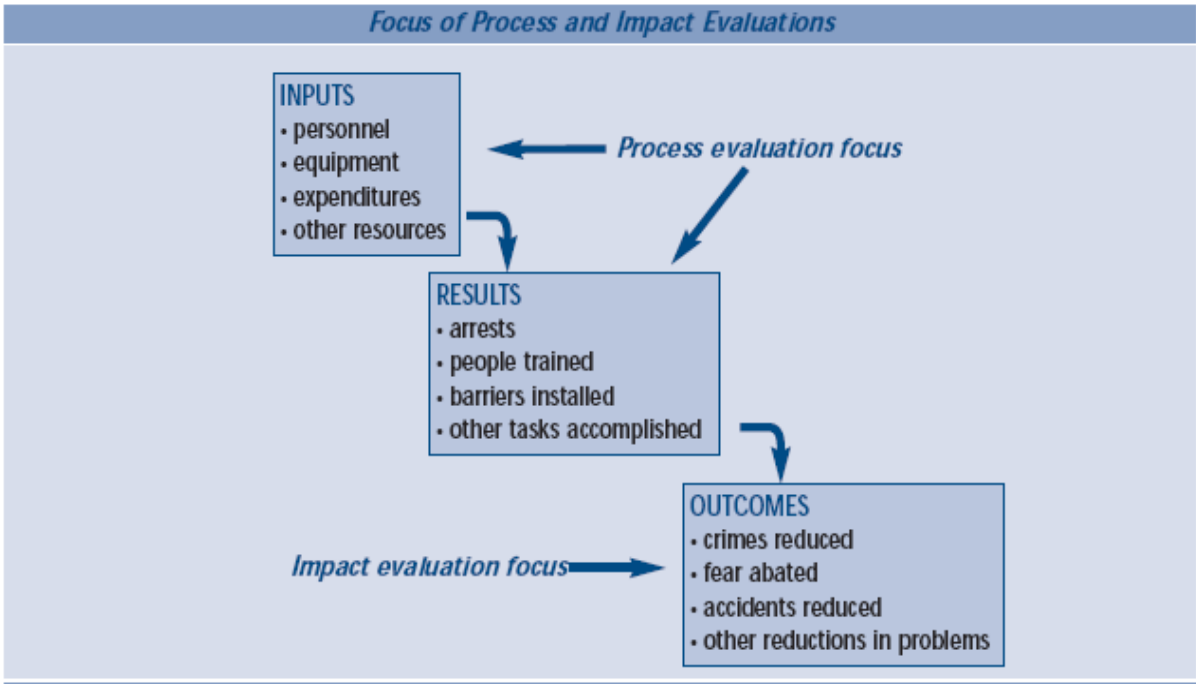 Focus of Process and Impact Evaluations
INPUTS
• personnel
• equipment
• expenditures
• other resources
Process evaluation focus
RESULTS
• arrests
• people trained
• barriers installed
• other tasks accomplished
OUTCOMES
• crimes reduced
• fear abated
• accidents reduced
• other reductions in problems
Impact evaluation focus